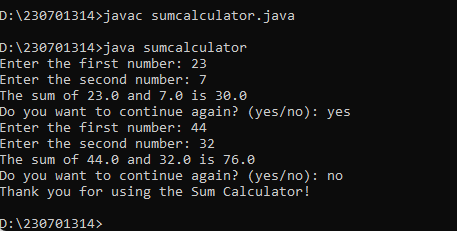 D:\230701314>javac sumcalculator.java
D:\230701314>java sumcalculator
Enter the first number: 23
Enter the second number: 7
The sum of 23.0 and 7.0 is 30.0
Do you want to continue again? (yes/no): yes
Enter the first number: 44
Enter the second number: 32
The sum of 44.0 and 32.0 is 76.0
Do you want to continue again? (yes/no): no
Thank you for using the Sum Calculator!
D:\230701314>